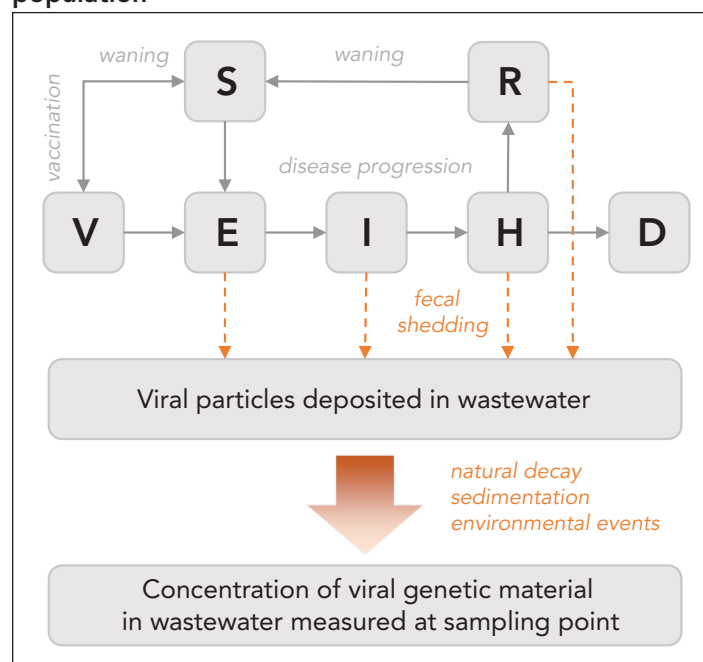 population
waning
waning
S
R
vaccination
disease progression
V
E
I
H
D
fecal
shedding
Viral particles deposited in wastewater
natural decay
sedimentation
environmental events
Concentration of viral genetic material
in wastewater measured at sampling point